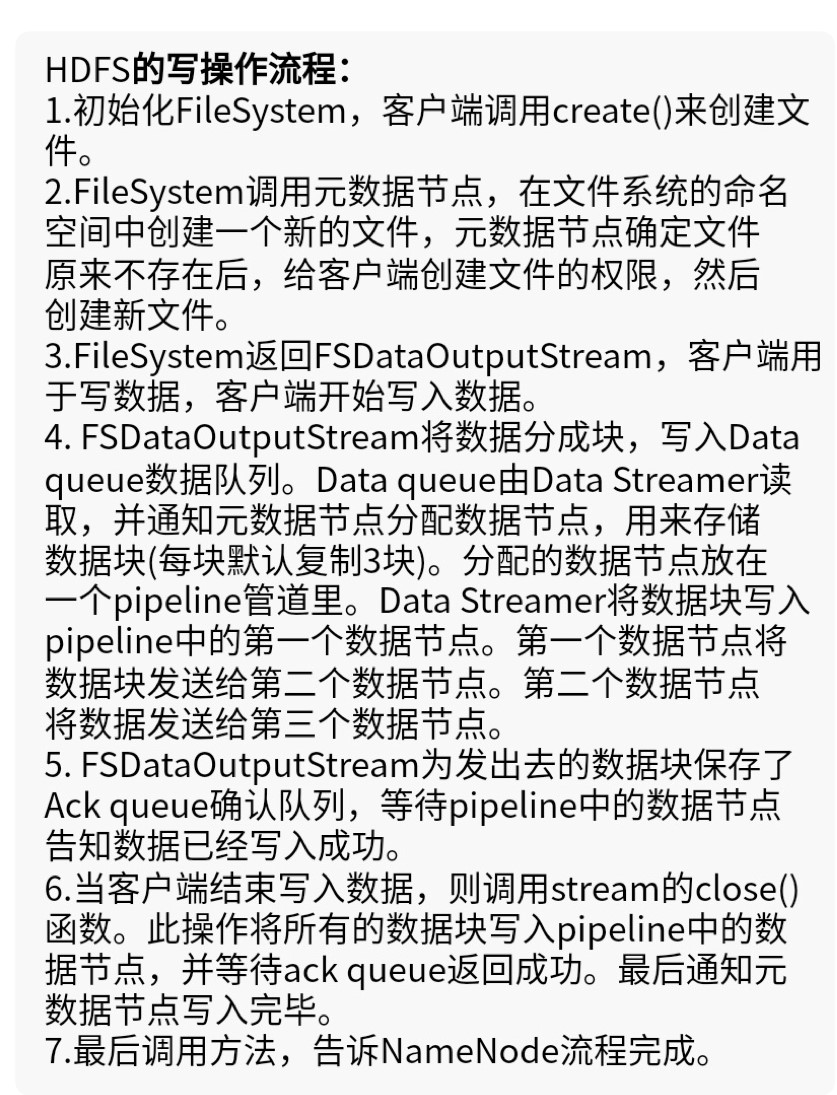 HDFS的写操作流程：
1.初始化FileSystem，客户端调用create()来创建文
件。
2.FileSystem调用元数据节点，在文件系统的命名
空间中创建一个新的文件，元数据节点确定文件
原来不存在后，给客户端创建文件的权限，然后
创建新文件。
3.FileSystem返回FSDataOutputStream，客户端用
于写数据，客户端开始写入数据。
4. FSDataOutputStream将数据分成块，写入Data
queue数据队列。Data queue由Data Streamer读
取，并通知元数据节点分配数据节点，用来存储
数据块(每块默认复制3块)。分配的数据节点放在
一个pipeline管道里。Data Streamer将数据块写入
pipeline中的第一个数据节点。第一个数据节点将
数据块发送给第二个数据节点。第二个数据节点
将数据发送给第三个数据节点。
5. FSDataOutputStream为发出去的数据块保存了
Ack queue确认队列，等待pipeline中的数据节点
告知数据已经写入成功。
6.当客户端结束写入数据，则调用stream的close()
函数。此操作将所有的数据块写入pipeline中的数
据节点，并等待ack queue返回成功。最后通知元
数据节点写入完毕。
7.最后调用方法，告诉NameNode流程完成。